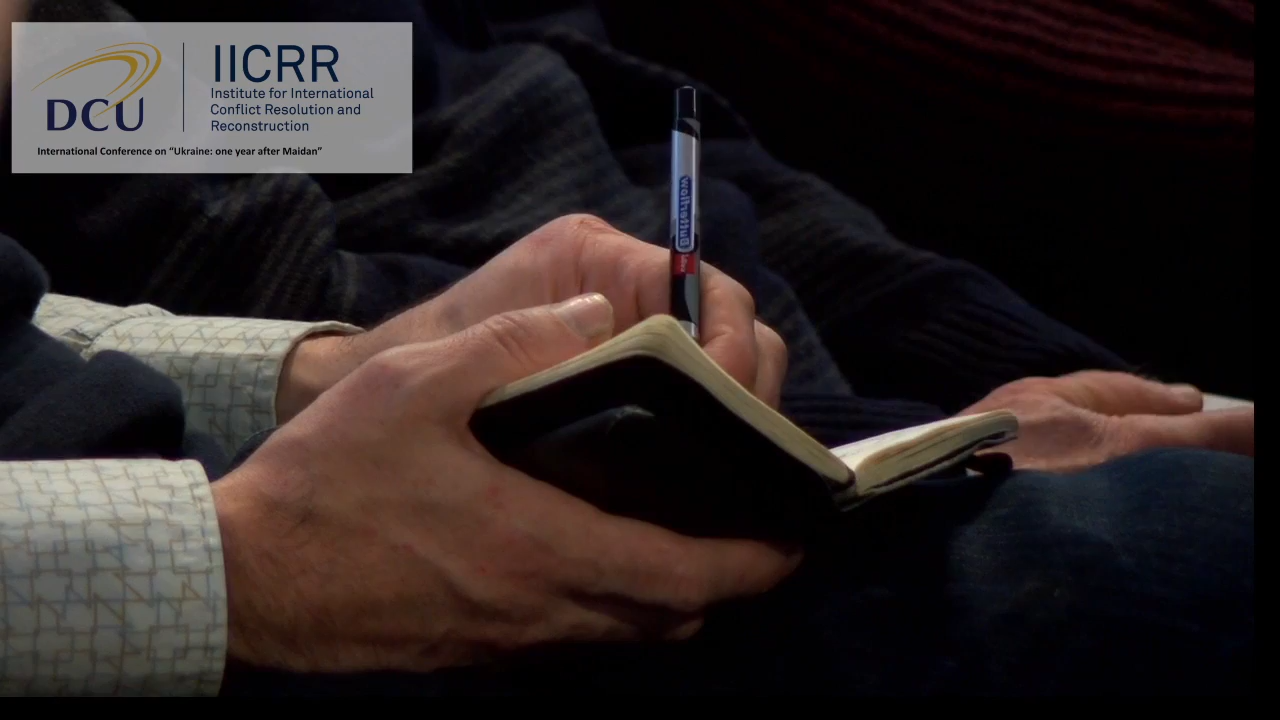 DCU
IICRR
Institute for International
Conflict Resolution and
Reconstruction
International Conference on “Ukraine: one year after Maidan”